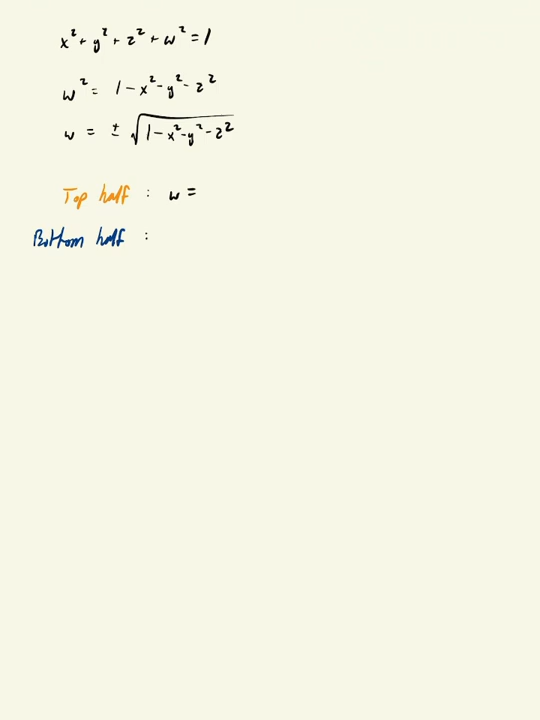 x² + y² + z² + w² = 1
w² = 1 - x² - y² - z²
w = ± √(1 - x² - y² - z²)
Top half : w =
Bottom half :